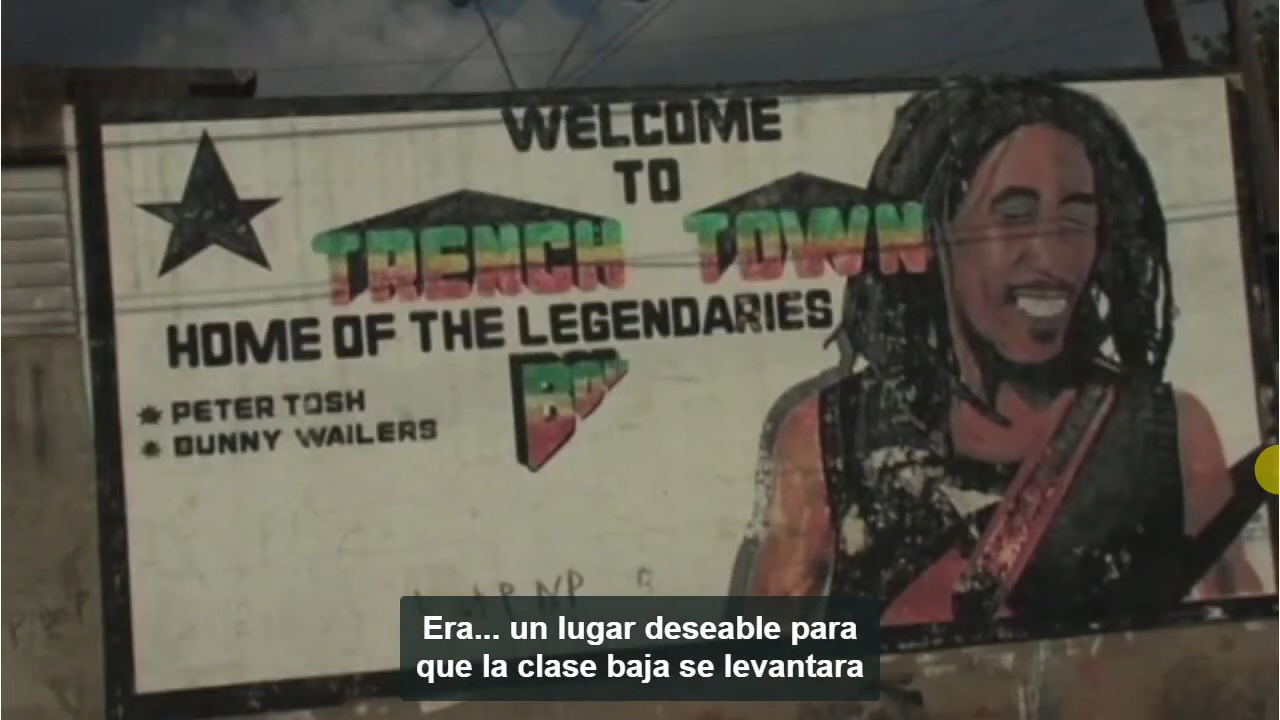 WELCOME
TO
TRENCH TOWN
HOME OF THE LEGENDARIES
★ PETER TOSH
★ BUNNY WAILERS
Era... un lugar deseable para
que la clase baja se levantara